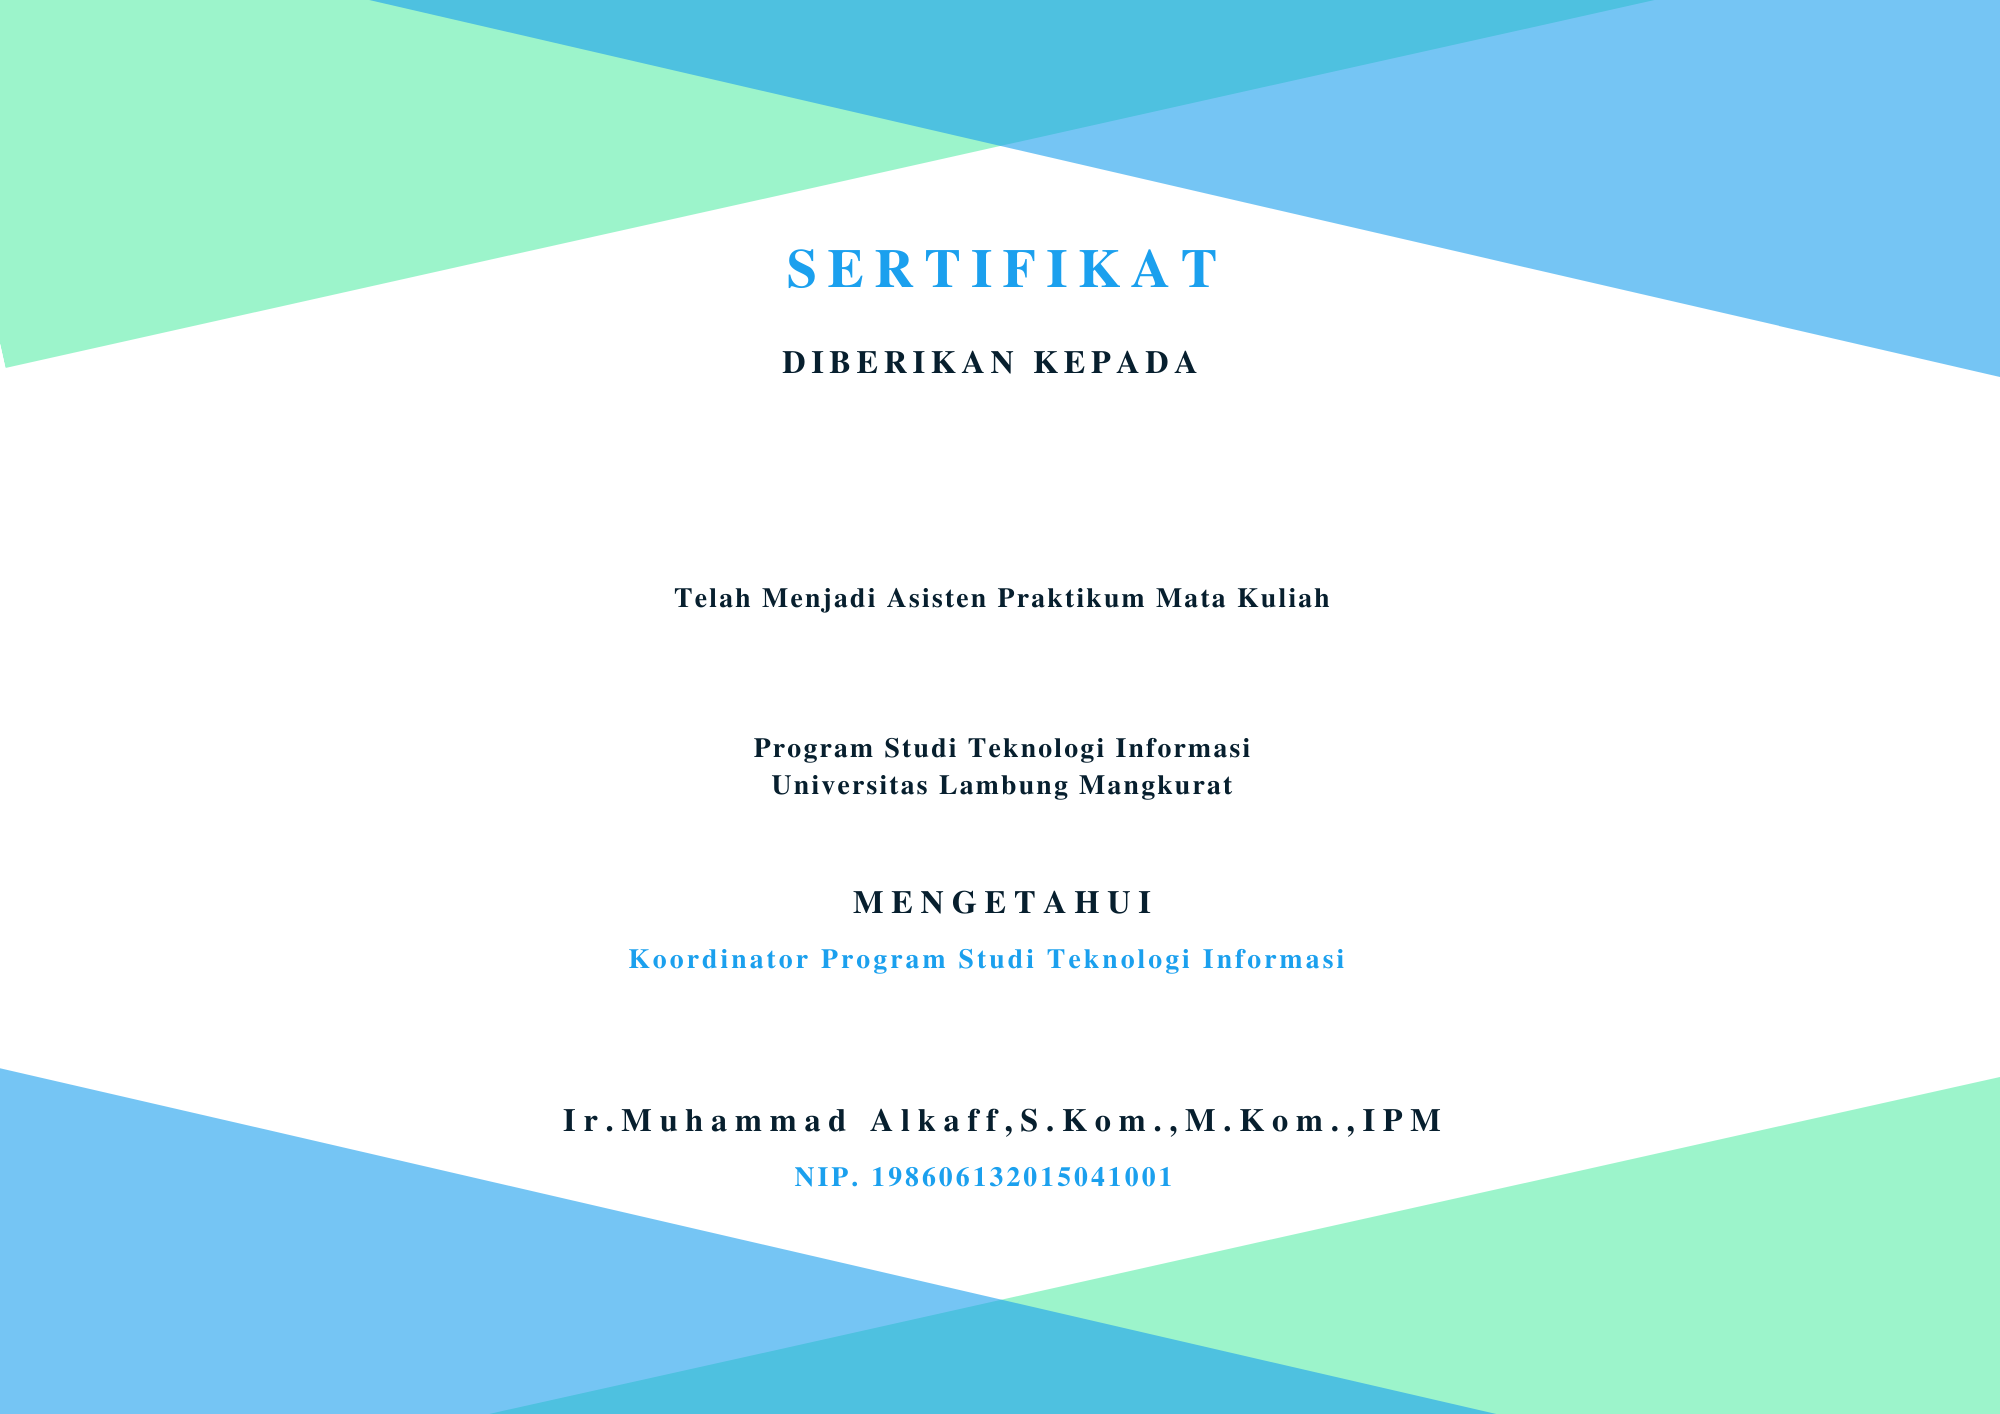 SERTIFIKAT
DIBERIKAN KEPADA
Telah Menjadi Asisten Praktikum Mata Kuliah
Program Studi Teknologi Informasi
Universitas Lambung Mangkurat
MENGETAHUI
Koordinator Program Studi Teknologi Informasi
Ir.Muhammad Alkaff,S.Kom.,M.Kom.,IPM
NIP. 198606132015041001